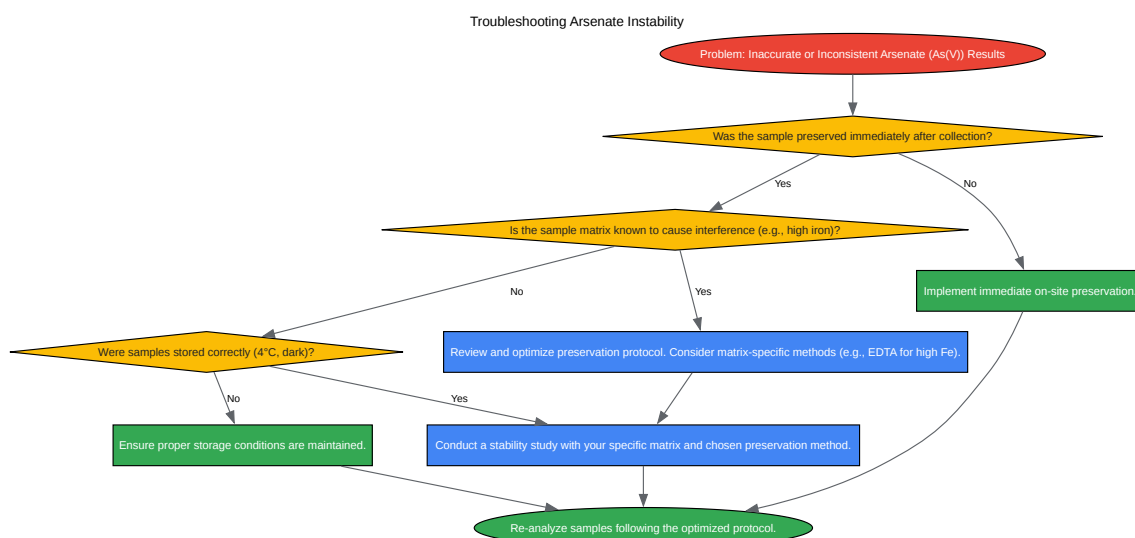 Troubleshooting Arsenate Instability
Problem: Inaccurate or Inconsistent Arsenate (As(V)) Results
Was the sample preserved immediately after collection?
Yes
No
Is the sample matrix known to cause interference (e.g., high iron)?
No
Yes
Implement immediate on-site preservation.
Were samples stored correctly (4°C, dark)?
Review and optimize preservation protocol. Consider matrix-specific methods (e.g., EDTA for high Fe).
No
Yes
Ensure proper storage conditions are maintained.
Conduct a stability study with your specific matrix and chosen preservation method.
Re-analyze samples following the optimized protocol.